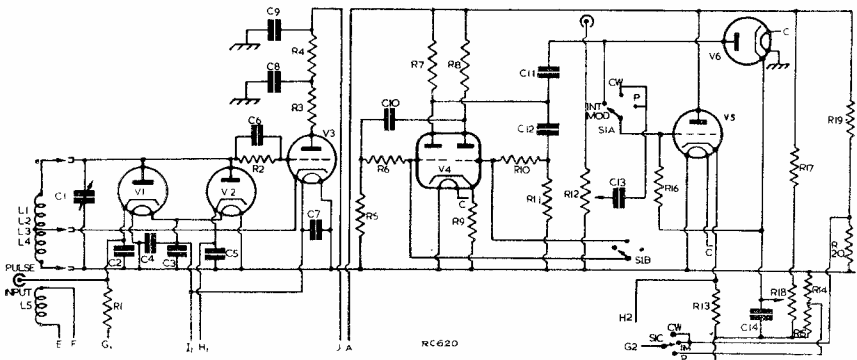 C9
R4
C8
R3
C6
R2
V3
C1
V1
V2
L1
L2
L3
L4
C2
C4
C3
C5
C7
PULSE
INPUT
L5
R1
E
F
G1
H1
J
A
R7
R8
C10
R6
V4
C
R5
R9
R10
C11
C12
R11
R12
INT
MOD
CW
P
S1A
C13
S1B
R16
V5
C
V6
C
R17
R19
R
20
H2
R13
R14
R18
C14
G2
S1C
CW
IM
P
RC620